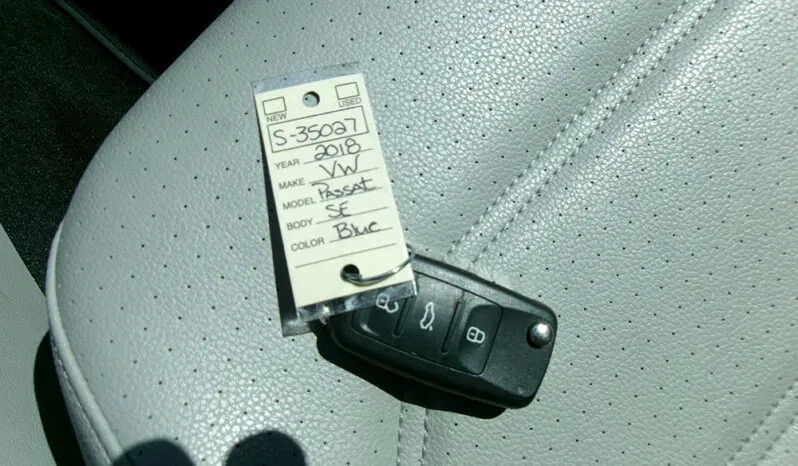 NEW USED
S-35027
YEAR 2018
MAKE VW
MODEL Passat
BODY SE
COLOR Blue